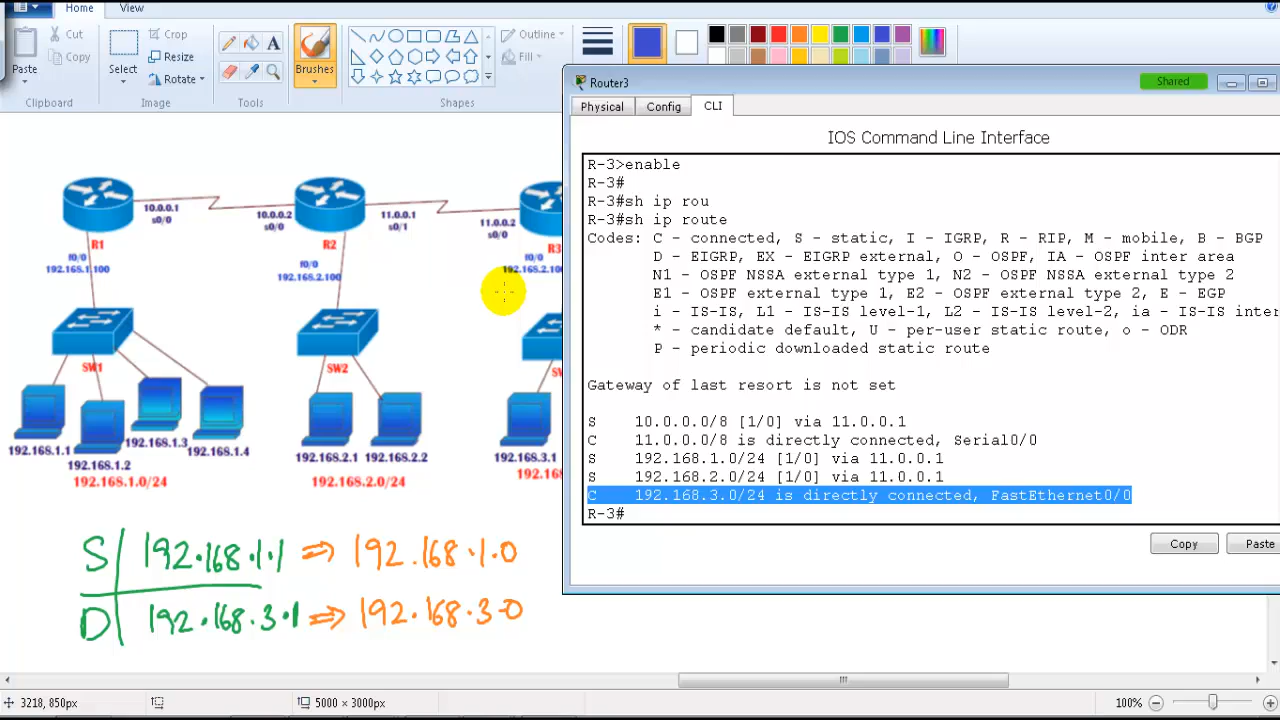 Home View
Cut
Copy
Paste
Clipboard
Crop
Resize
Rotate
Select
Image
Tools
Brushes
Outline
Fill
Shapes
Router3
Shared
Physical Config CLI
IOS Command Line Interface
R-3>enable
R-3#
R-3#sh ip rou
R-3#sh ip route
Codes: C - connected, S - static, I - IGRP, R - RIP, M - mobile, B - BGP
D - EIGRP, EX - EIGRP external, O - OSPF, IA - OSPF inter area
N1 - OSPF NSSA external type 1, N2 - OSPF NSSA external type 2
E1 - OSPF external type 1, E2 - OSPF external type 2, E - EGP
i - IS-IS, L1 - IS-IS level-1, L2 - IS-IS level-2, ia - IS-IS inter
* - candidate default, U - per-user static route, o - ODR
P - periodic downloaded static route
Gateway of last resort is not set
S 10.0.0.0/8 [1/0] via 11.0.0.1
C 11.0.0.0/8 is directly connected, Serial0/0
S 192.168.1.0/24 [1/0] via 11.0.0.1
S 192.168.2.0/24 [1/0] via 11.0.0.1
C 192.168.3.0/24 is directly connected, FastEthernet0/0
R-3#
Copy Paste
10.0.0.1
s0/0
10.0.0.2
s0/0
11.0.0.1
s0/1
11.0.0.2
s0/0
R1
R2
R3
f0/0
192.168.1.100
f0/0
192.168.2.100
f0/0
192.168.2.100
SW1
SW2
192.168.1.1
192.168.1.2
192.168.1.3
192.168.1.4
192.168.2.1
192.168.2.2
192.168.3.1
192.168.1.0/24
192.168.2.0/24
S 192.168.1.1 ⇒ 192.168.1.0
D 192.168.3.1 ⇒ 192.168.3.0
3218, 850px
5000 × 3000px
100%